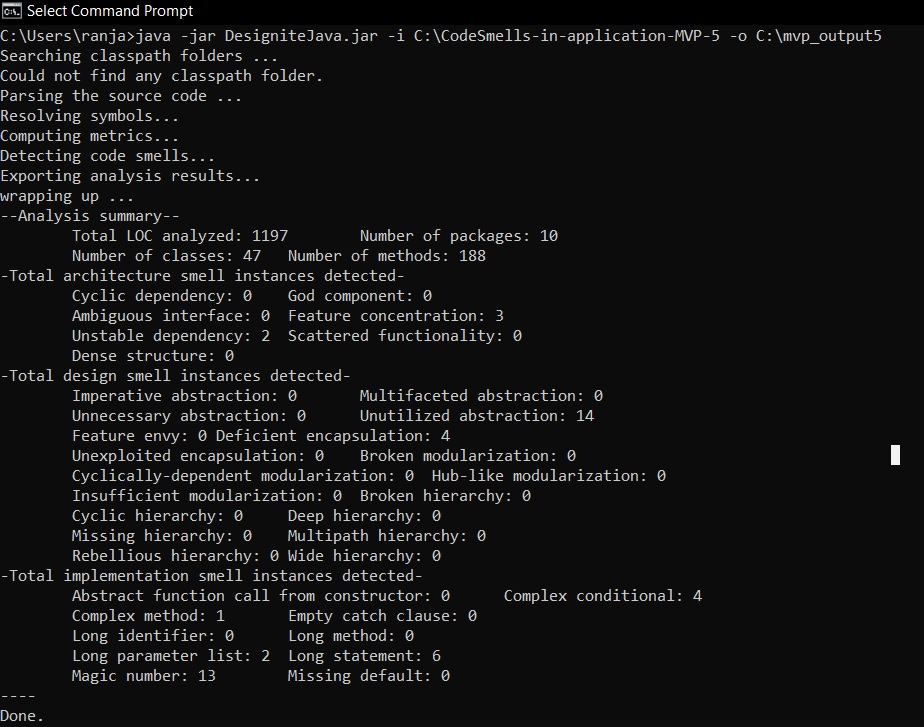 Select Command Prompt
C:\Users\ranja>java -jar DesigniteJava.jar -i C:\CodeSmells-in-application-MVP-5 -o C:\mvp_output5
Searching classpath folders ...
Could not find any classpath folder.
Parsing the source code ...
Resolving symbols...
Computing metrics...
Detecting code smells...
Exporting analysis results...
wrapping up ...
--Analysis summary--
Total LOC analyzed: 1197 Number of packages: 10
Number of classes: 47 Number of methods: 188
-Total architecture smell instances detected-
Cyclic dependency: 0 God component: 0
Ambiguous interface: 0 Feature concentration: 3
Unstable dependency: 2 Scattered functionality: 0
Dense structure: 0
-Total design smell instances detected-
Imperative abstraction: 0 Multifaceted abstraction: 0
Unnecessary abstraction: 0 Unutilized abstraction: 14
Feature envy: 0 Deficient encapsulation: 4
Unexploited encapsulation: 0 Broken modularization: 0
Cyclically-dependent modularization: 0 Hub-like modularization: 0
Insufficient modularization: 0 Broken hierarchy: 0
Cyclic hierarchy: 0 Deep hierarchy: 0
Missing hierarchy: 0 Multipath hierarchy: 0
Rebellious hierarchy: 0 Wide hierarchy: 0
-Total implementation smell instances detected-
Abstract function call from constructor: 0 Complex conditional: 4
Complex method: 1 Empty catch clause: 0
Long identifier: 0 Long method: 0
Long parameter list: 2 Long statement: 6
Magic number: 13 Missing default: 0
----
Done.